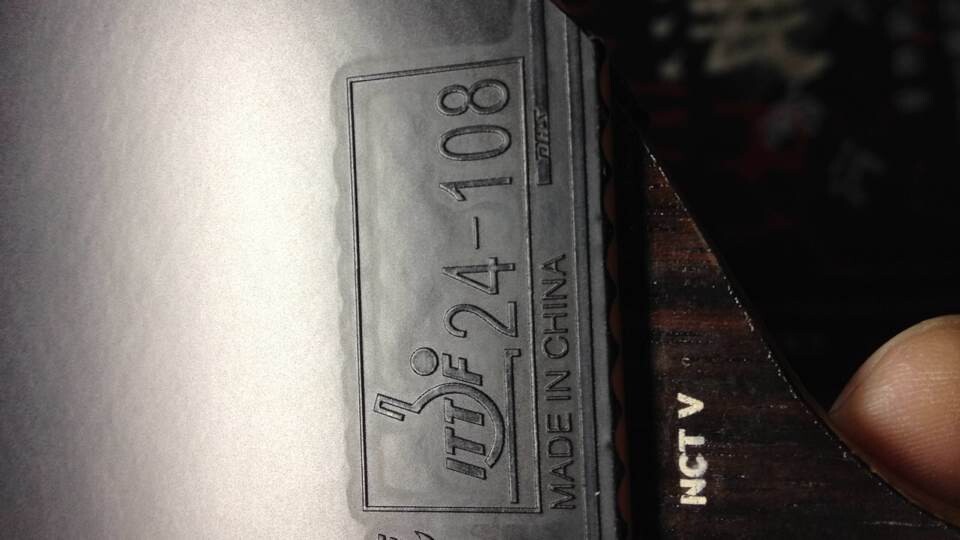 ITTF 24-108
DHS
MADE IN CHINA
NCT V